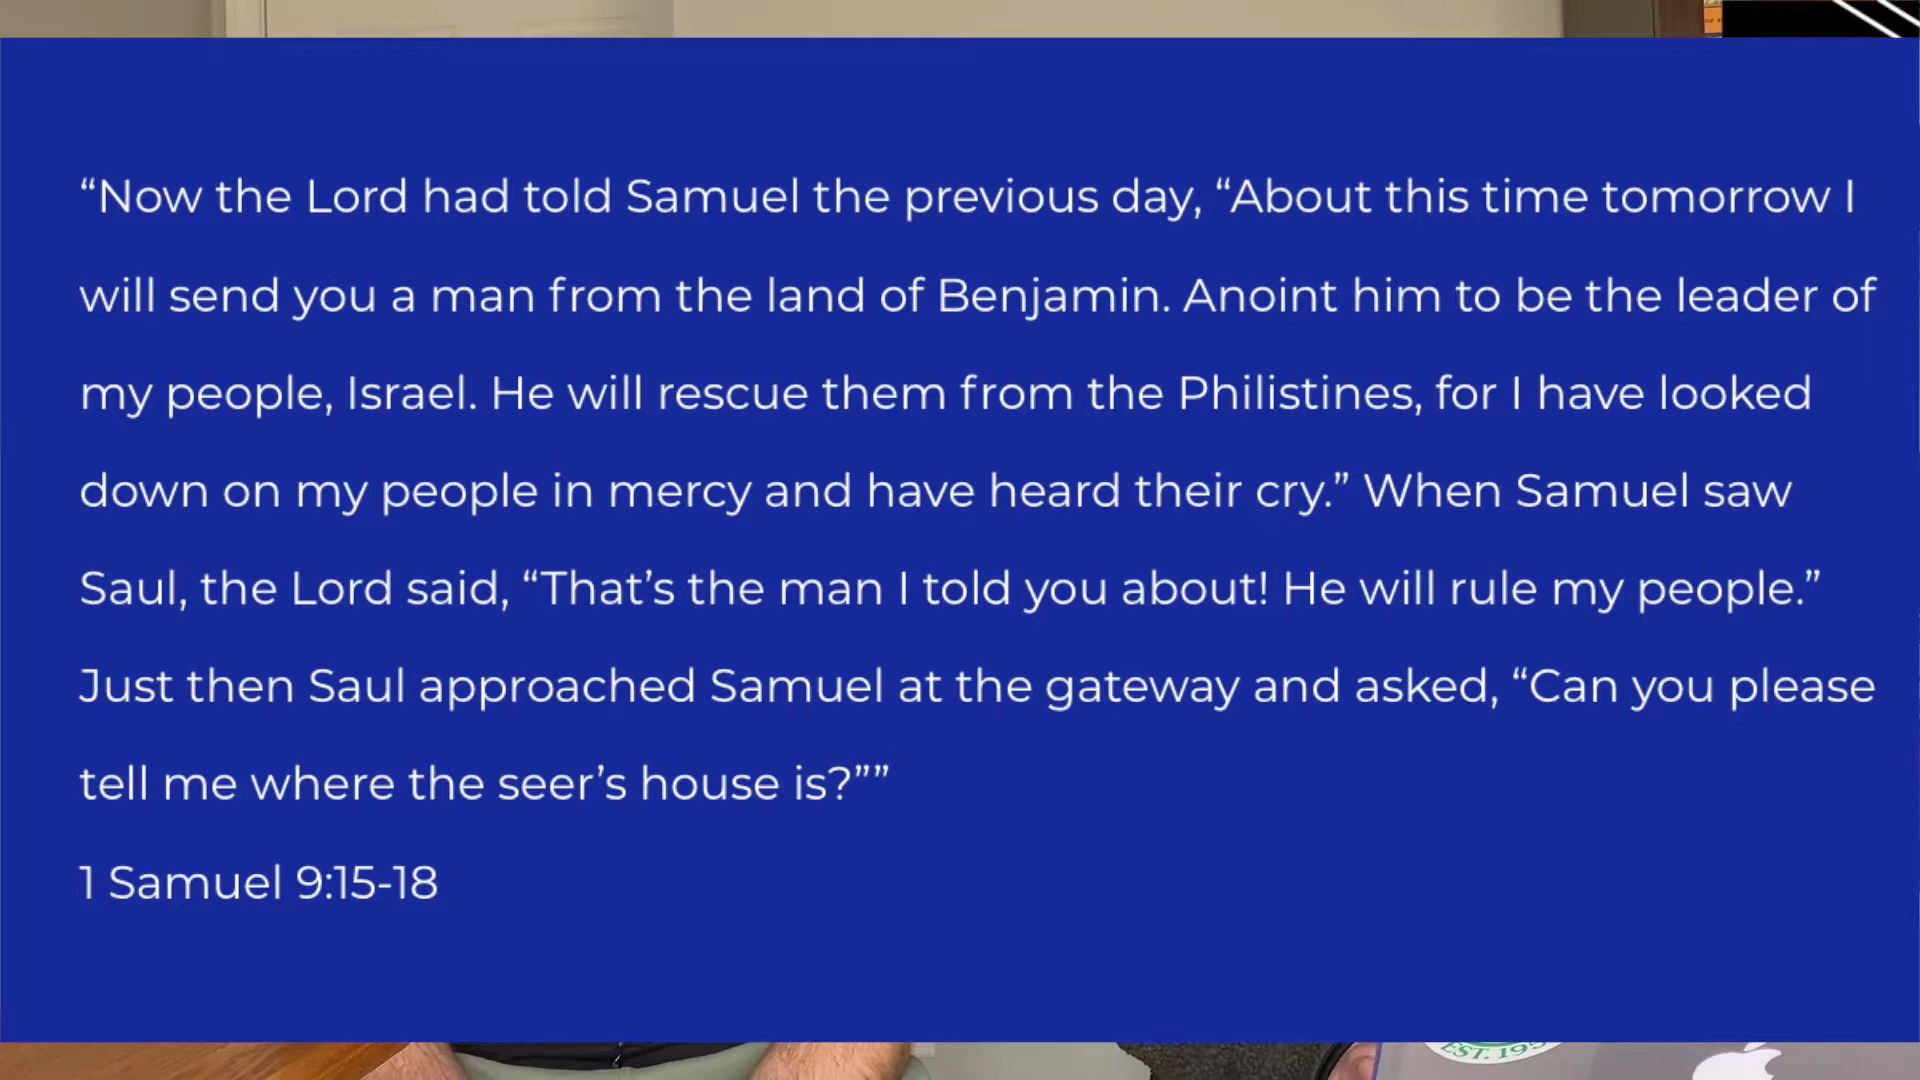 “Now the Lord had told Samuel the previous day, “About this time tomorrow I
will send you a man from the land of Benjamin. Anoint him to be the leader of
my people, Israel. He will rescue them from the Philistines, for I have looked
down on my people in mercy and have heard their cry.” When Samuel saw
Saul, the Lord said, “That’s the man I told you about! He will rule my people.”
Just then Saul approached Samuel at the gateway and asked, “Can you please
tell me where the seer’s house is?””
1 Samuel 9:15-18
EST.